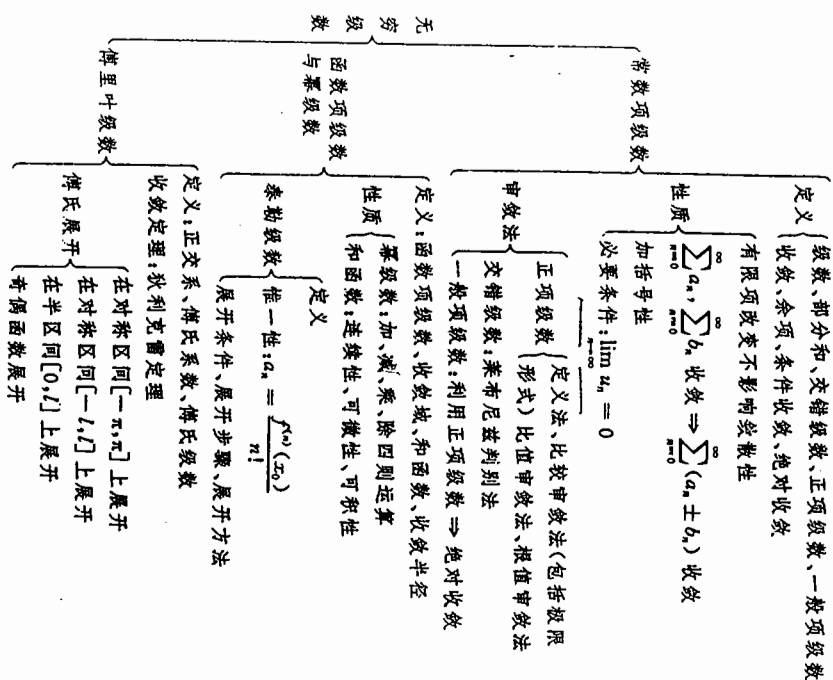 无穷级数
常数项级数
定义
级数、部分和、交错级数、正项级数、一般项级数
收敛、余项、条件收敛、绝对收敛
性质
有限项改变不影响敛散性
∑_{n=0}^{∞} a_n, ∑_{n=0}^{∞} b_n 收敛 ⇒ ∑_{n=0}^{∞} (a_n ± b_n) 收敛
加括号性
必要条件:lim_{n→∞} u_n = 0
审敛法
正项级数
定义法、比较审敛法(包括极限
形式)比值审敛法、根值审敛法
交错级数:莱布尼兹判别法
一般项级数:利用正项级数 ⇒ 绝对收敛
函数项级数
与幂级数
定义:函数项级数、收敛域、和函数、收敛半径
性质
幂级数:加、减、乘、除四则运算
和函数:连续性、可微性、可积性
泰勒级数
定义
惟一性:a_n = f^{(n)}(x_0) / n!
展开条件、展开步骤、展开方法
傅里叶级数
定义:正交系、傅氏系数、傅氏级数
收敛定理:狄利克雷定理
傅氏展开
在对称区间[−π,π]上展开
在对称区间[−l,l]上展开
在半区间[0,l]上展开
奇偶函数展开